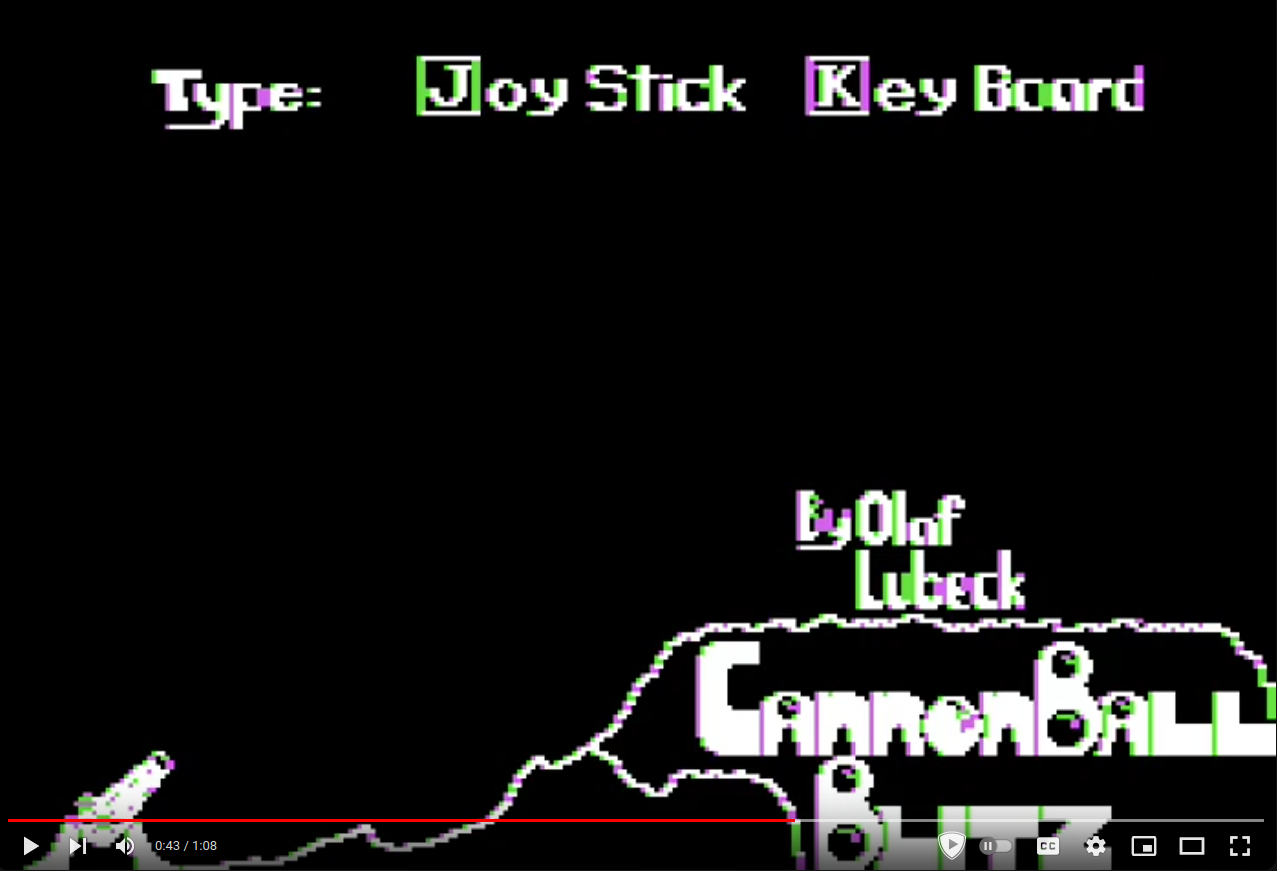 Type: Joy Stick Key Board
By Olaf
Lubeck
CannonBALL
BLITZ
0:43 / 1:08
CC